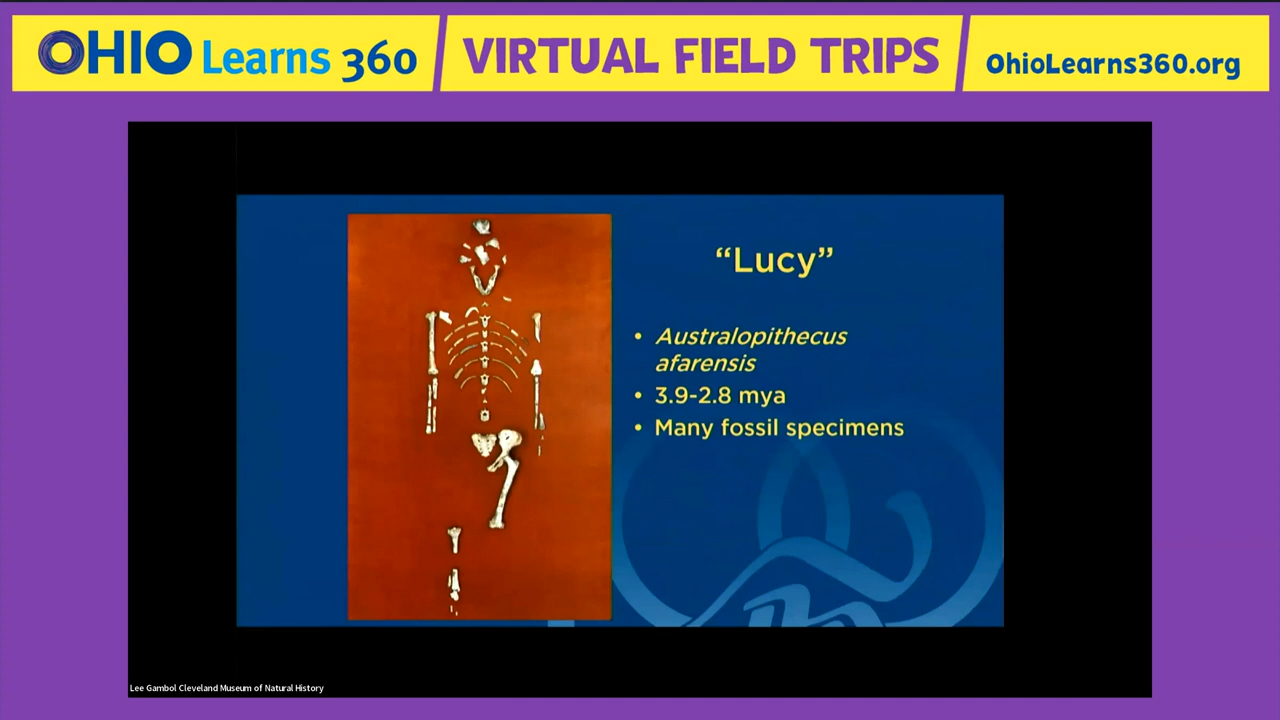 OHIO Learns 360
VIRTUAL FIELD TRIPS
OhioLearns360.org
“Lucy”
• Australopithecus
afarensis
• 3.9-2.8 mya
• Many fossil specimens
Lee Gambol Cleveland Museum of Natural History